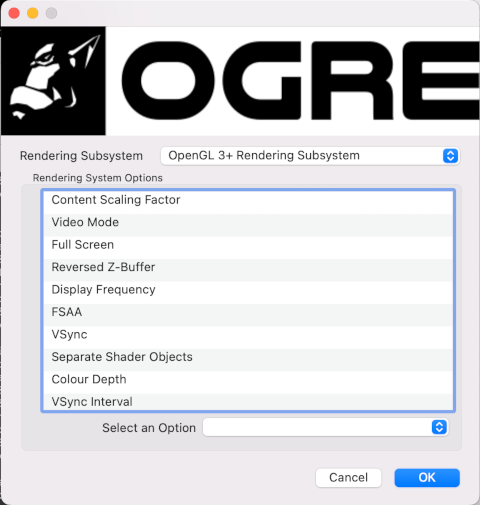 OGRE
Rendering Subsystem OpenGL 3+ Rendering Subsystem
Rendering System Options
Content Scaling Factor
Video Mode
Full Screen
Reversed Z-Buffer
Display Frequency
FSAA
VSync
Separate Shader Objects
Colour Depth
VSync Interval
Select an Option
Cancel OK